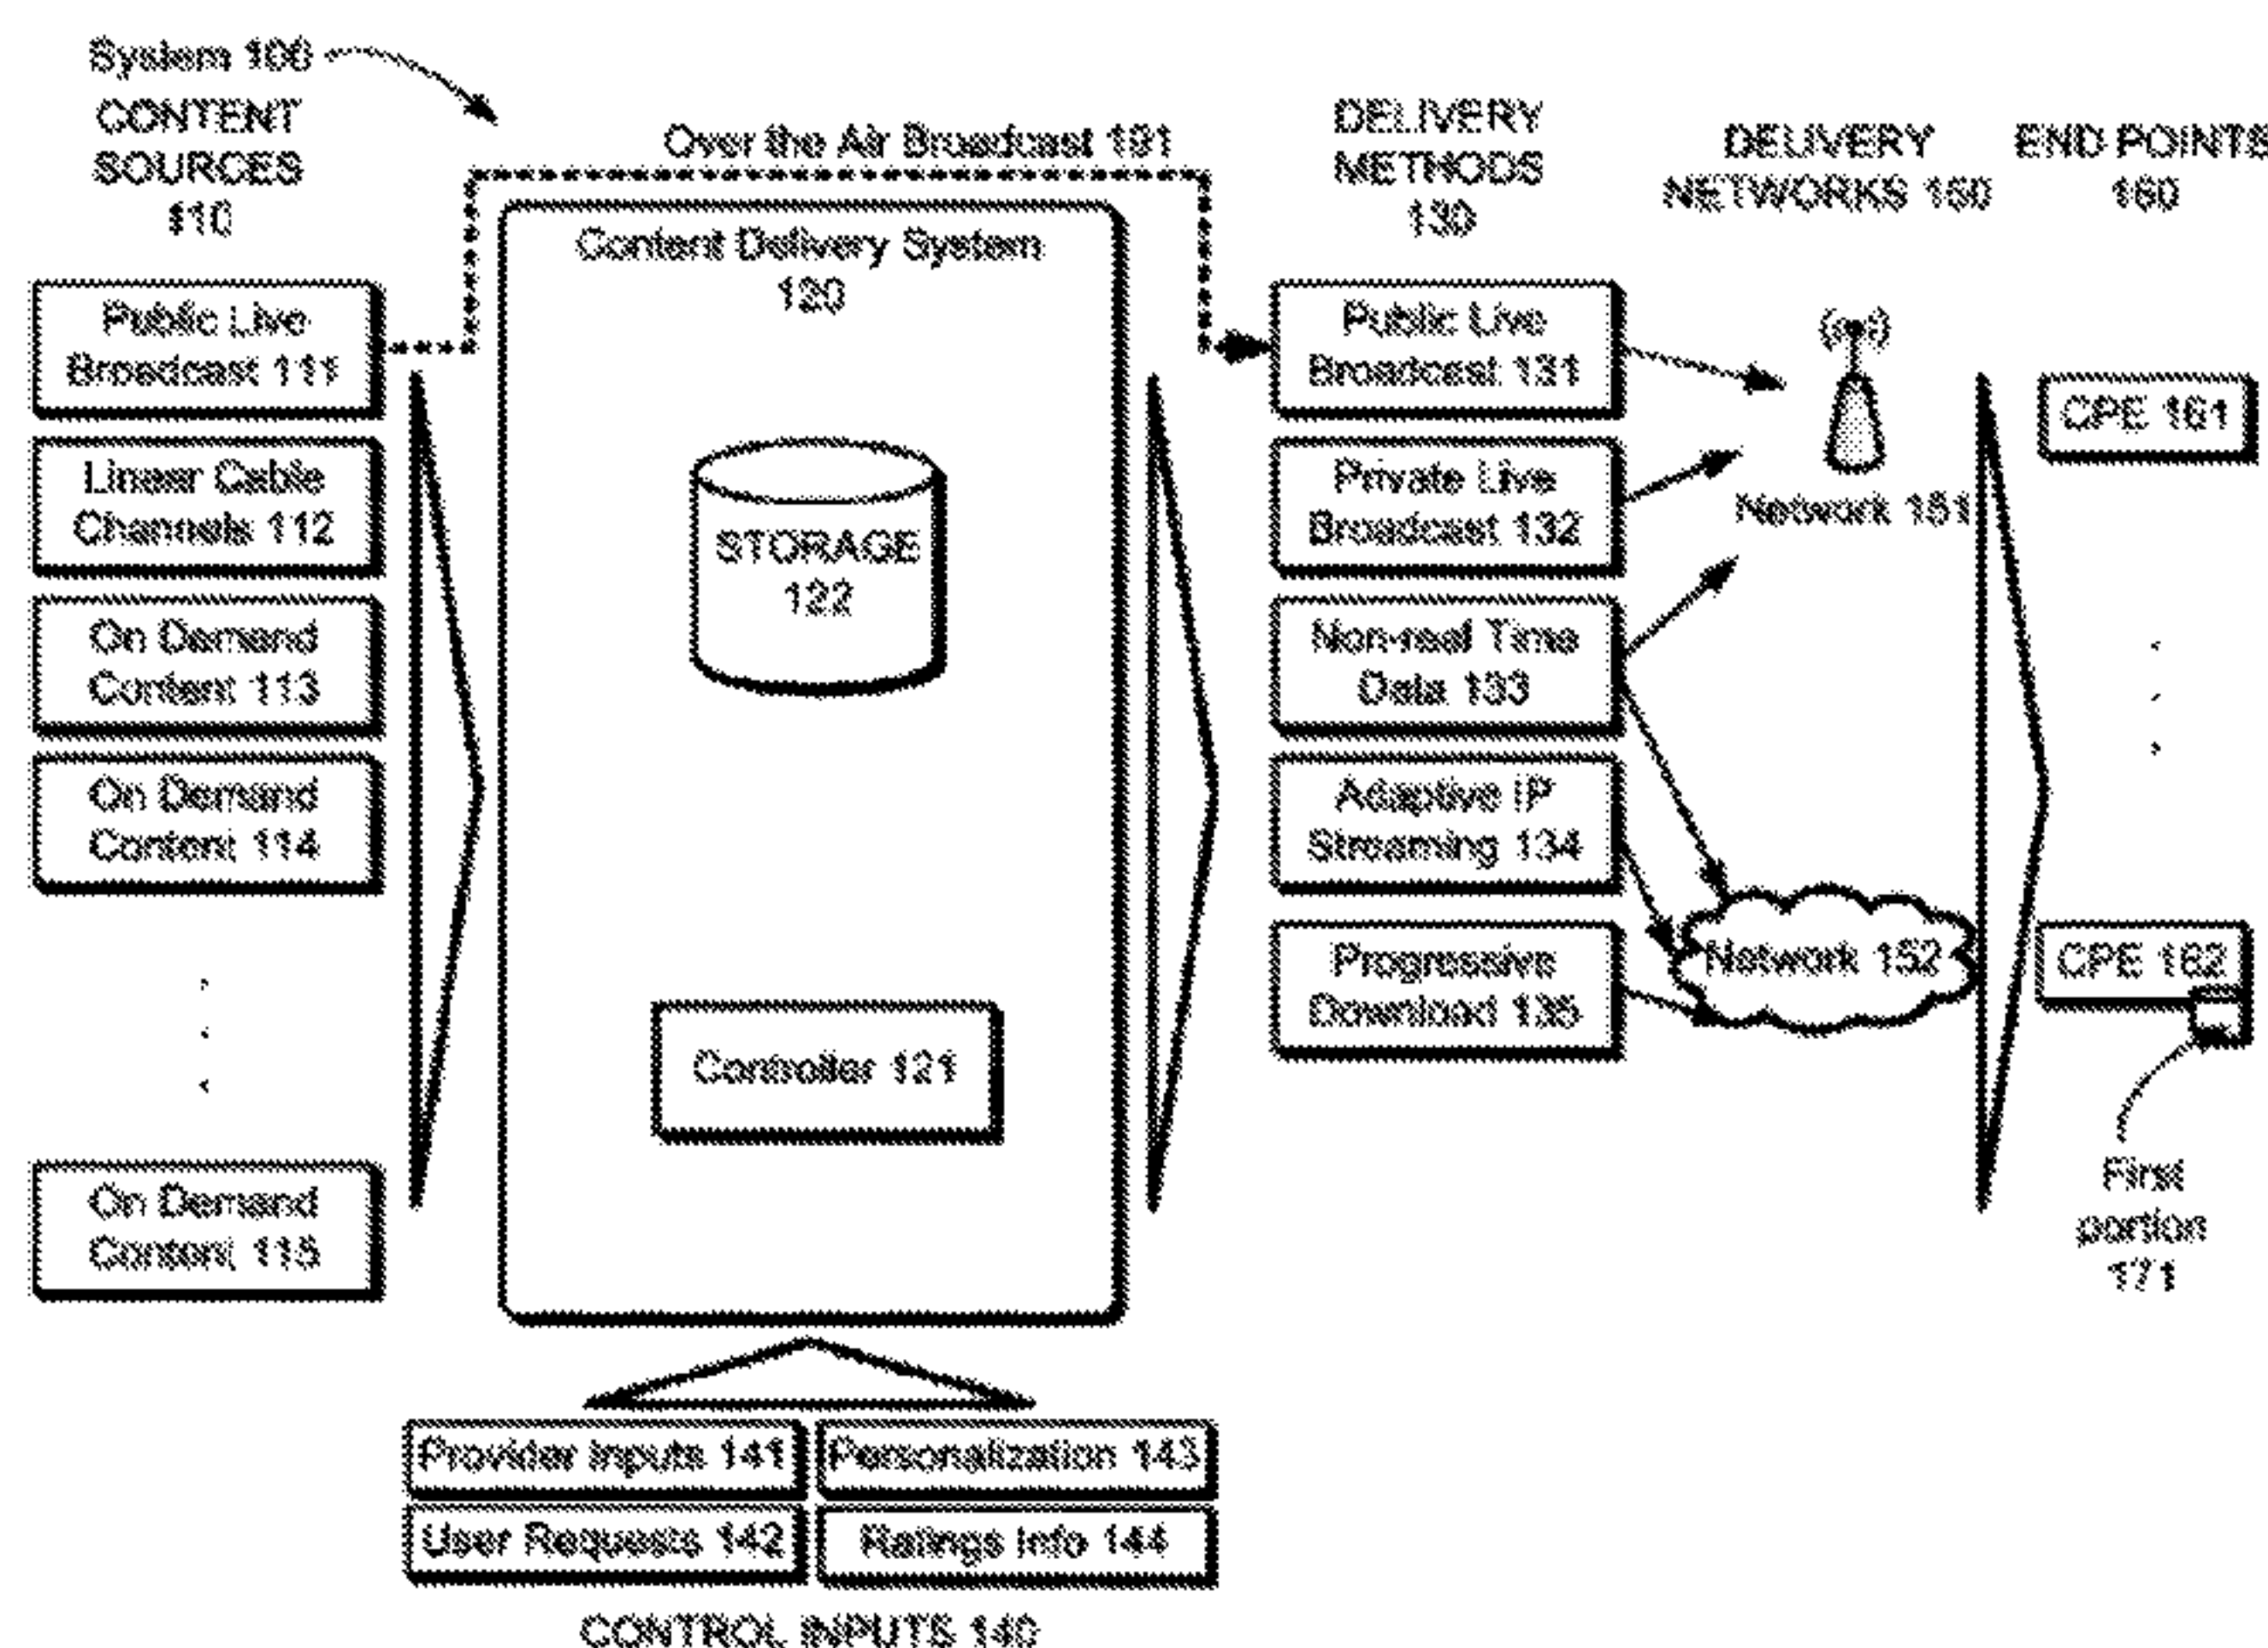 System 100
CONTENT
SOURCES
110
Public Live
Broadcast 111
Linear Cable
Channels 112
On Demand
Content 113
On Demand
Content 114
On Demand
Content 115
Over the Air Broadcast 191
Content Delivery System
120
STORAGE
122
Controller 121
Provider Inputs 141
Personalization 143
User Requests 142
Ratings Info 144
CONTROL INPUTS 140
DELIVERY
METHODS
130
Public Live
Broadcast 131
Private Live
Broadcast 132
Non-real Time
Data 133
Adaptive IP
Streaming 134
Progressive
Download 135
DELIVERY
NETWORKS 150
Network 151
Network 152
END POINTS
160
CPE 161
CPE 162
First
portion
171